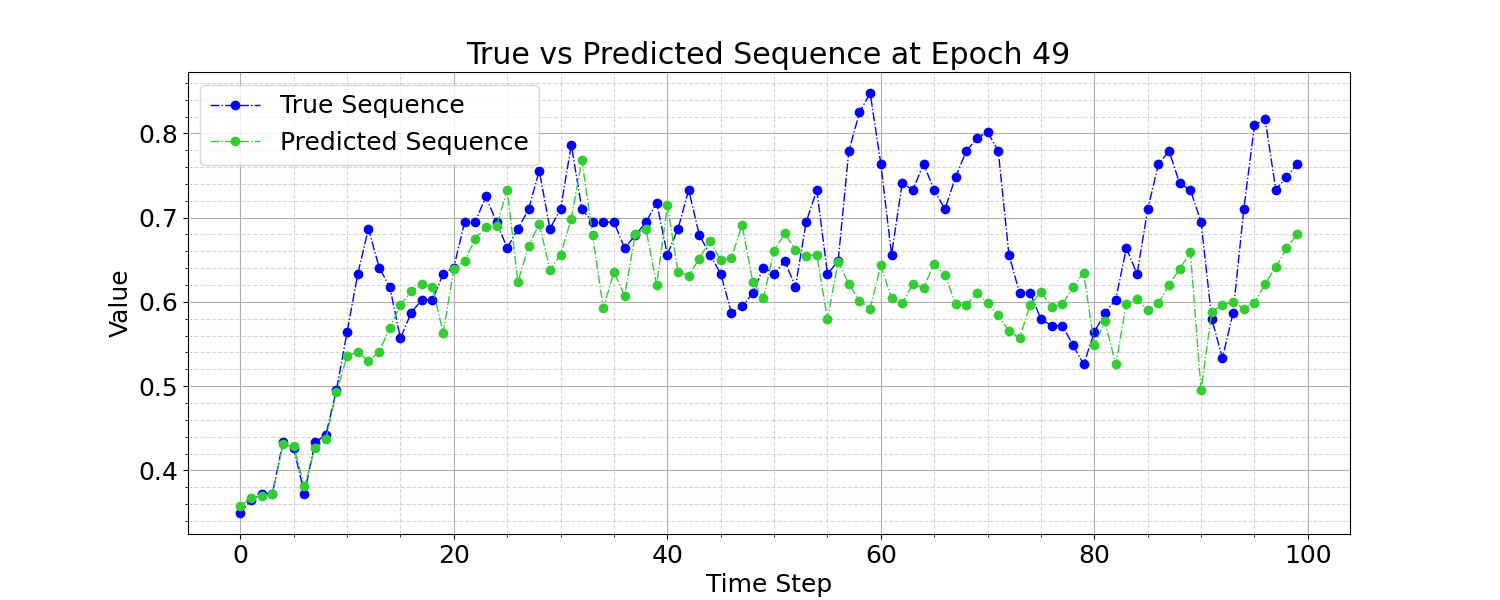 True vs Predicted Sequence at Epoch 49
True Sequence
Predicted Sequence
Value
0.8
0.7
0.6
0.5
0.4
0 20 40 60 80 100
Time Step